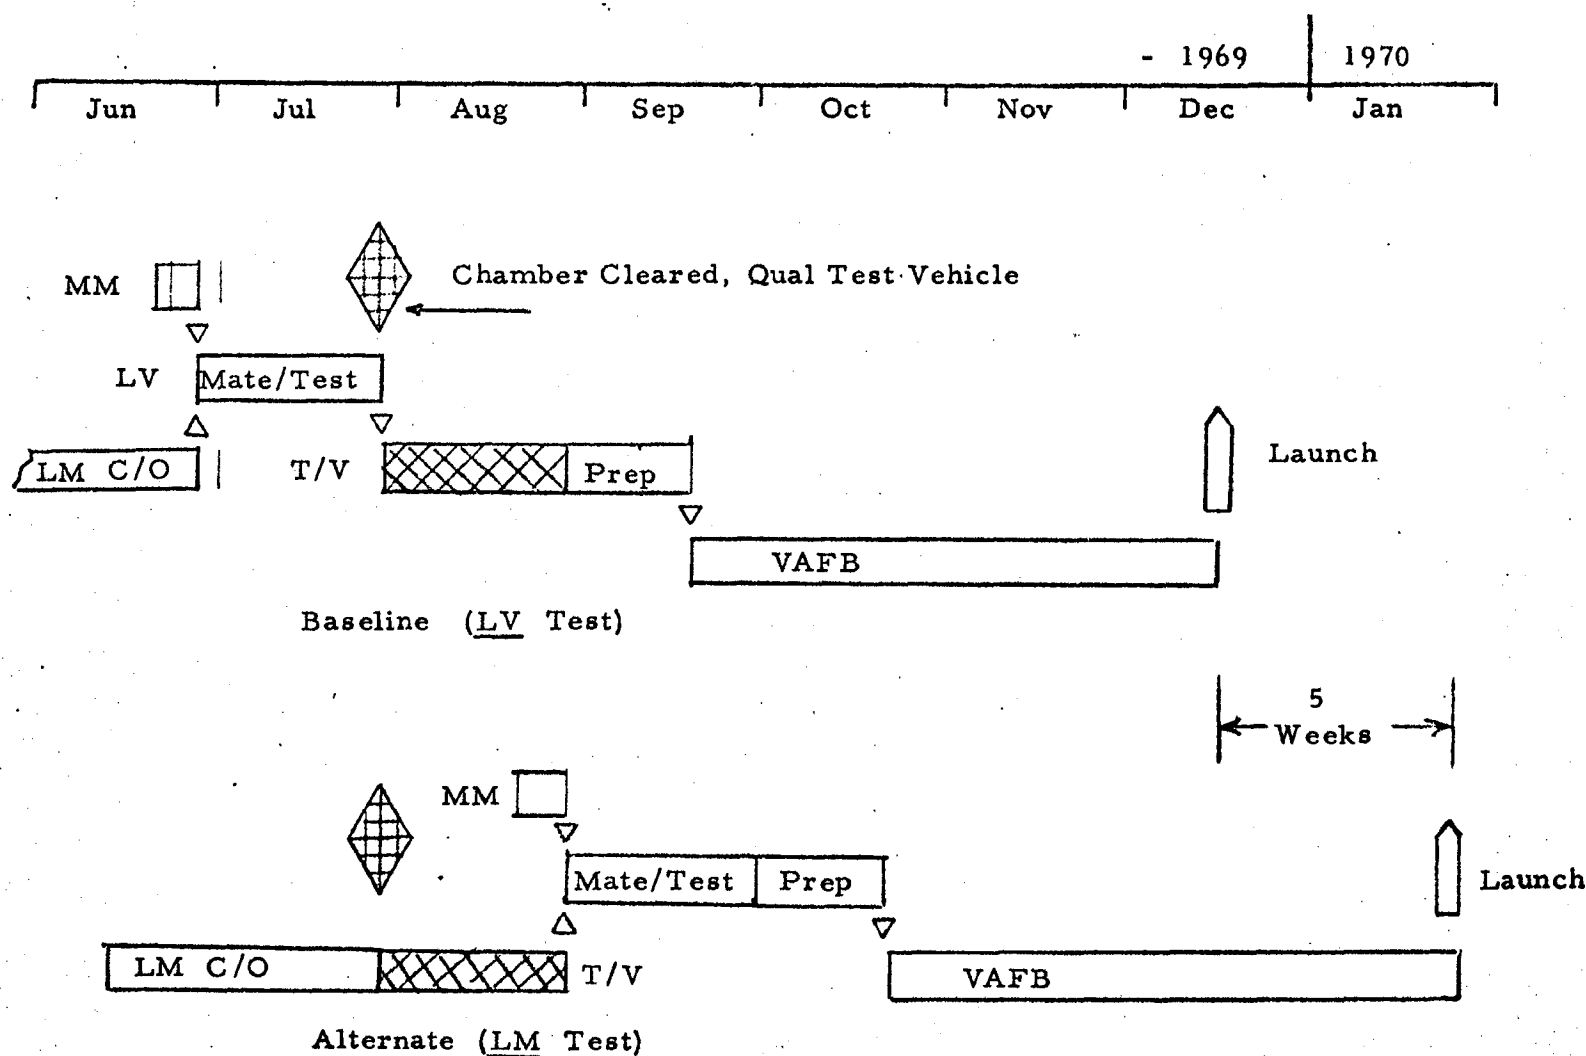 - 1969 1970
Jun Jul Aug Sep Oct Nov Dec Jan
MM
Chamber Cleared, Qual Test Vehicle
LV Mate/Test
LM C/O T/V Prep
Launch
VAFB
Baseline (LV Test)
5
Weeks
MM
Mate/Test Prep
Launch
LM C/O T/V
VAFB
Alternate (LM Test)